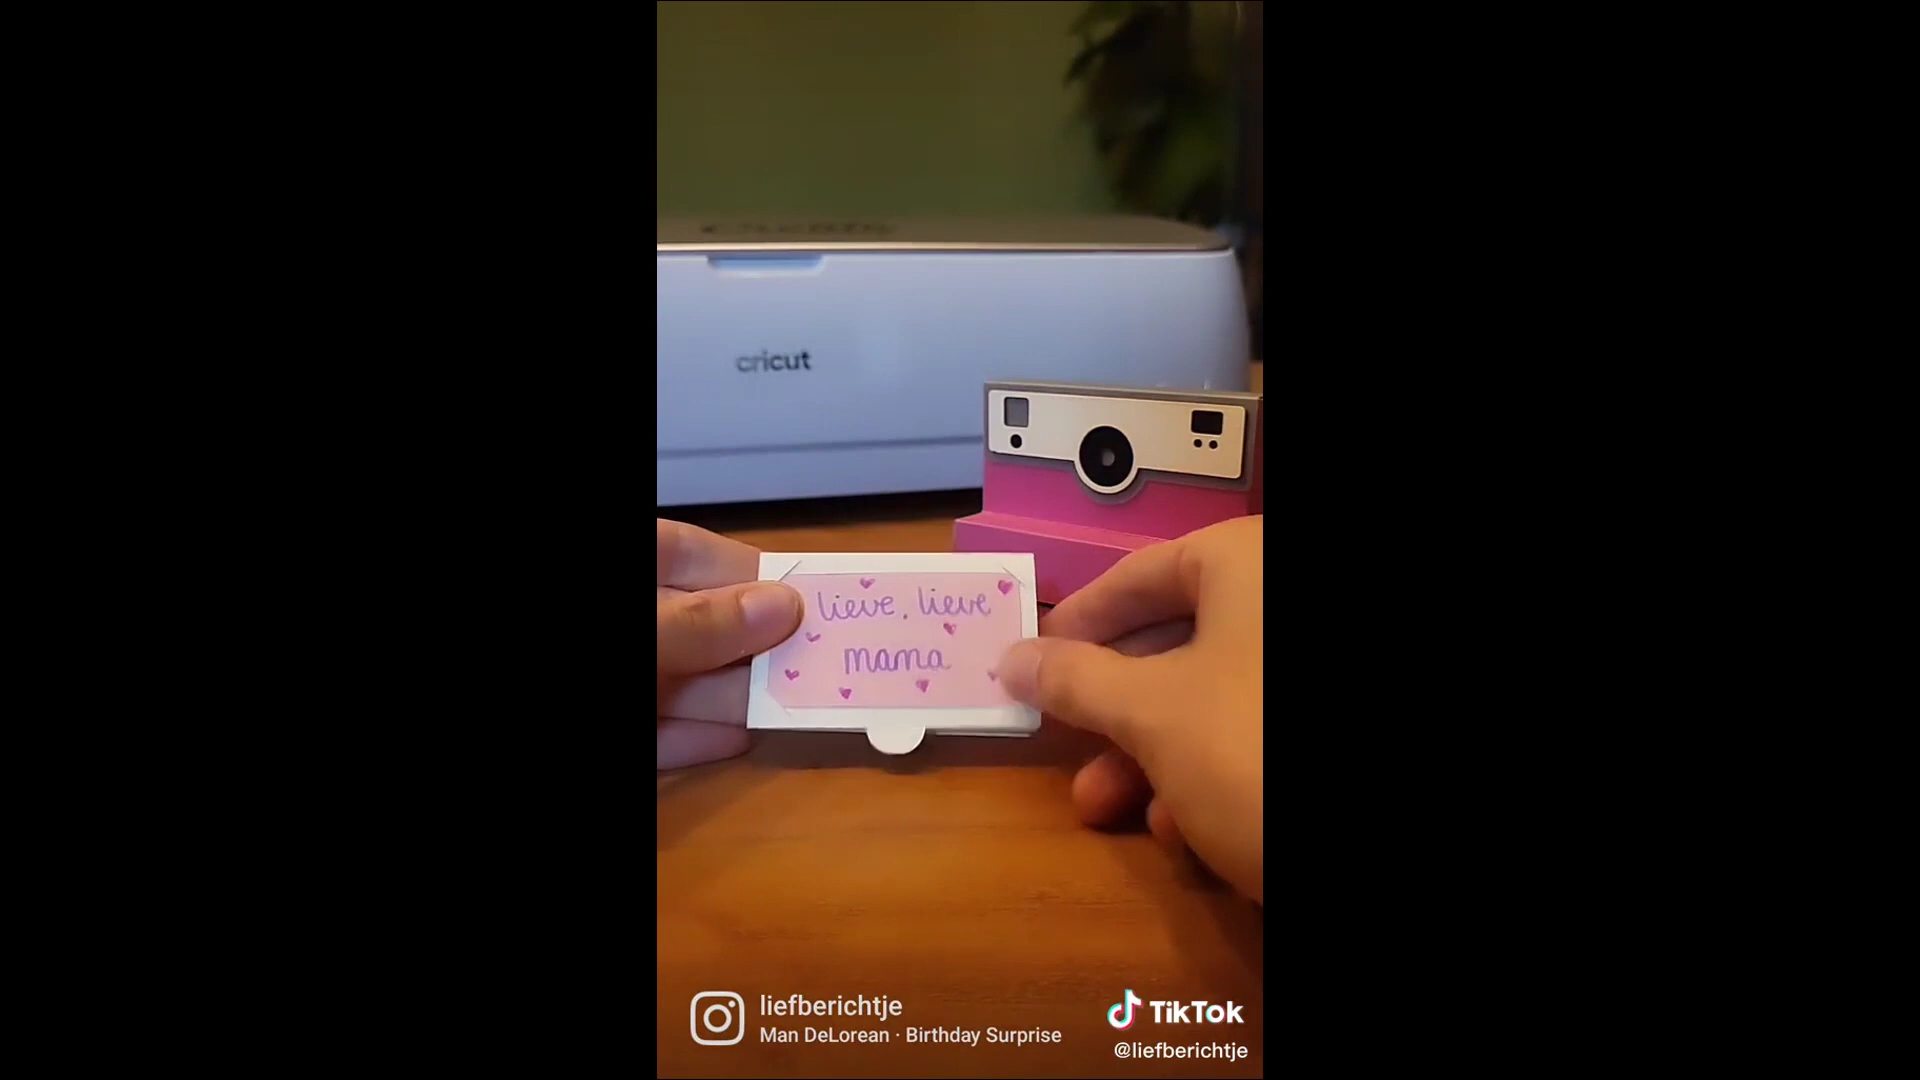 cricut
lieve, lieve
mama
liefberichtje
Man DeLorean · Birthday Surprise
TikTok
@liefberichtje